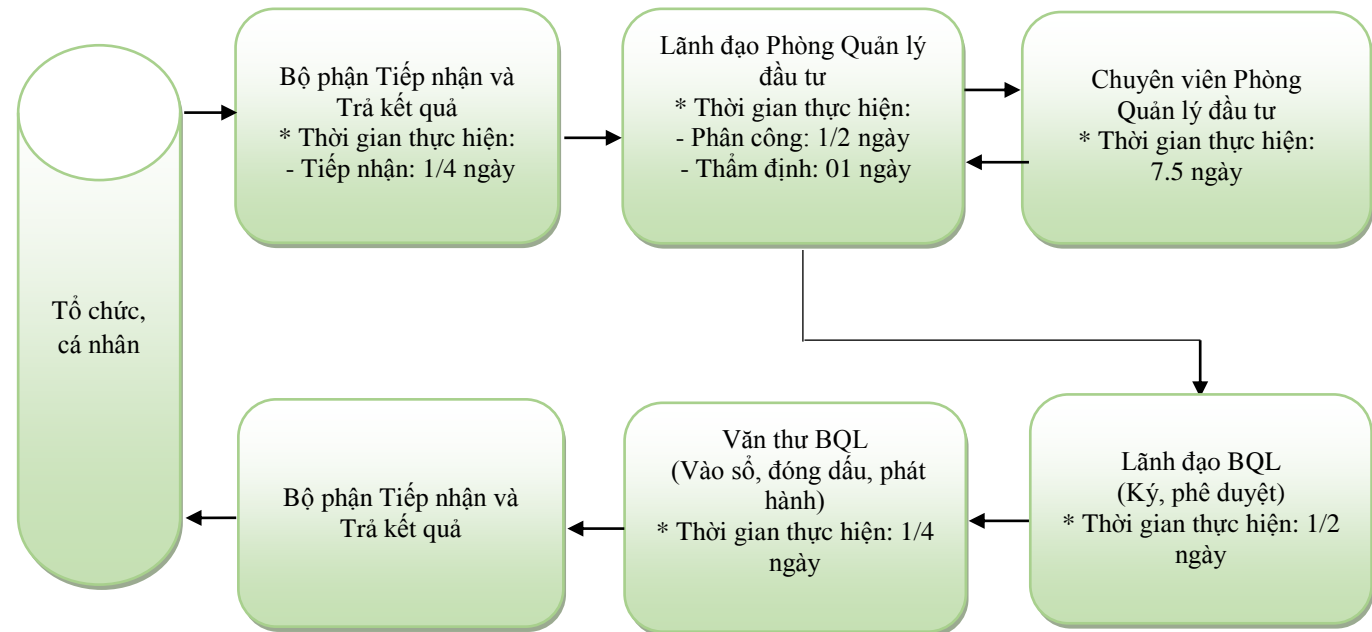 Tổ chức,
cá nhân
Bộ phận Tiếp nhận và
Trả kết quả
* Thời gian thực hiện:
- Tiếp nhận: 1/4 ngày
Lãnh đạo Phòng Quản lý
đầu tư
* Thời gian thực hiện:
- Phân công: 1/2 ngày
- Thẩm định: 01 ngày
Chuyên viên Phòng
Quản lý đầu tư
* Thời gian thực hiện:
7.5 ngày
Lãnh đạo BQL
(Ký, phê duyệt)
* Thời gian thực hiện: 1/2
ngày
Văn thư BQL
(Vào sổ, đóng dấu, phát
hành)
* Thời gian thực hiện: 1/4
ngày
Bộ phận Tiếp nhận và
Trả kết quả